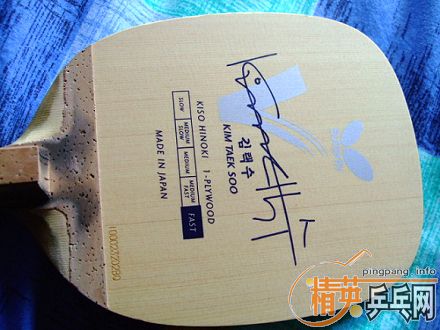 KIM TAEK SOO
김택수
KISO HINOKI 1-PLYWOOD
SLOW
MEDIUM SLOW
MEDIUM
MEDIUM FAST
FAST
MADE IN JAPAN
pingpang.info
精英乒乓网